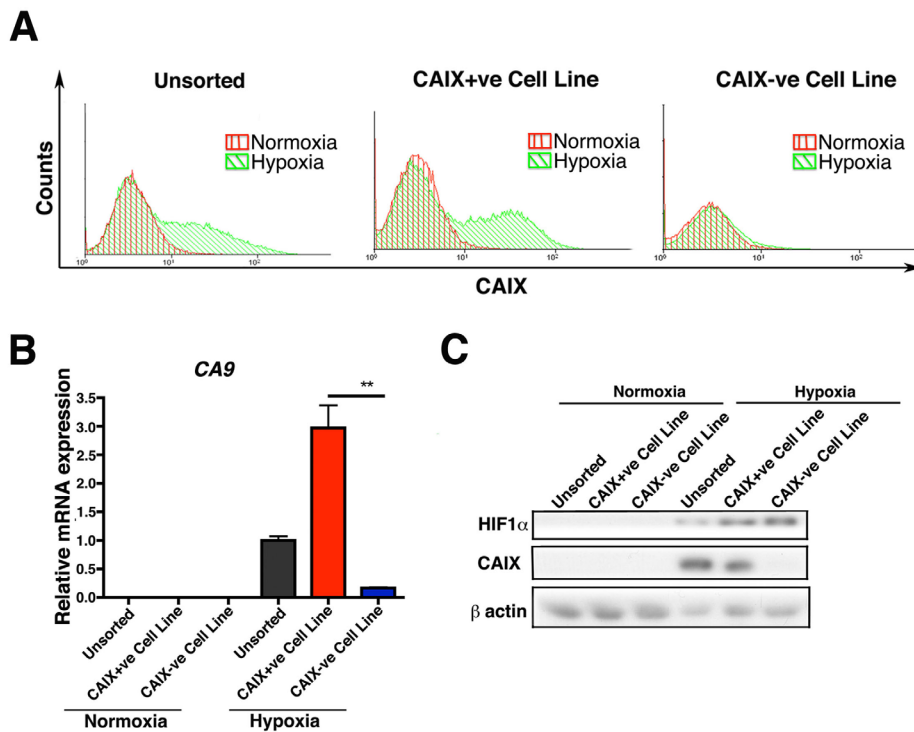 A
Unsorted
CAIX+ve Cell Line
CAIX-ve Cell Line
Normoxia
Hypoxia
Normoxia
Hypoxia
Normoxia
Hypoxia
Counts
10⁰ 10¹ 10²
10⁰ 10¹ 10²
10⁰ 10¹ 10²
CAIX
B
CA9
**
Relative mRNA expression
3.5
3.0
2.5
2.0
1.5
1.0
0.5
0.0
Unsorted
CAIX+ve Cell Line
CAIX-ve Cell Line
Unsorted
CAIX+ve Cell Line
CAIX-ve Cell Line
Normoxia
Hypoxia
C
Normoxia
Hypoxia
Unsorted
CAIX+ve Cell Line
CAIX-ve Cell Line
Unsorted
CAIX+ve Cell Line
CAIX-ve Cell Line
HIF1α
CAIX
β actin